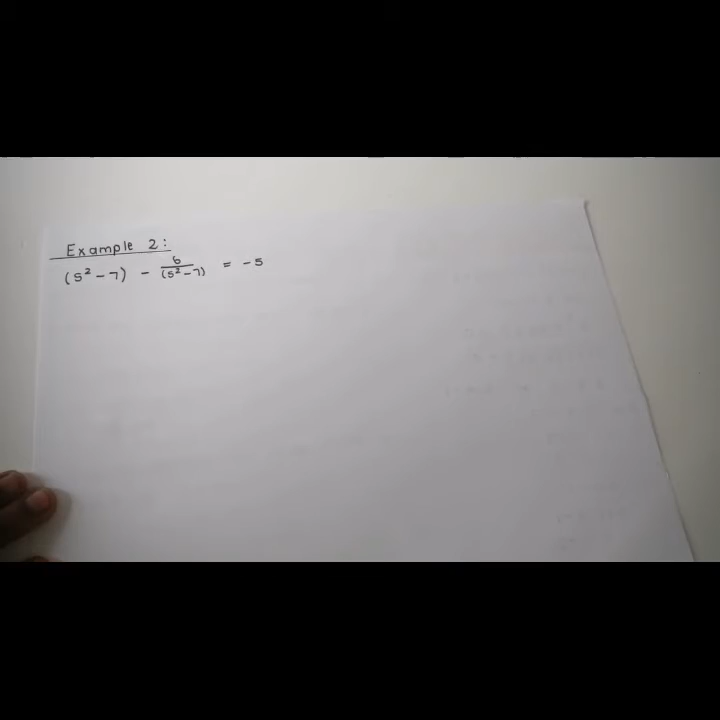 Example 2:
(s² - 7) - 6/(s² - 7) = -5